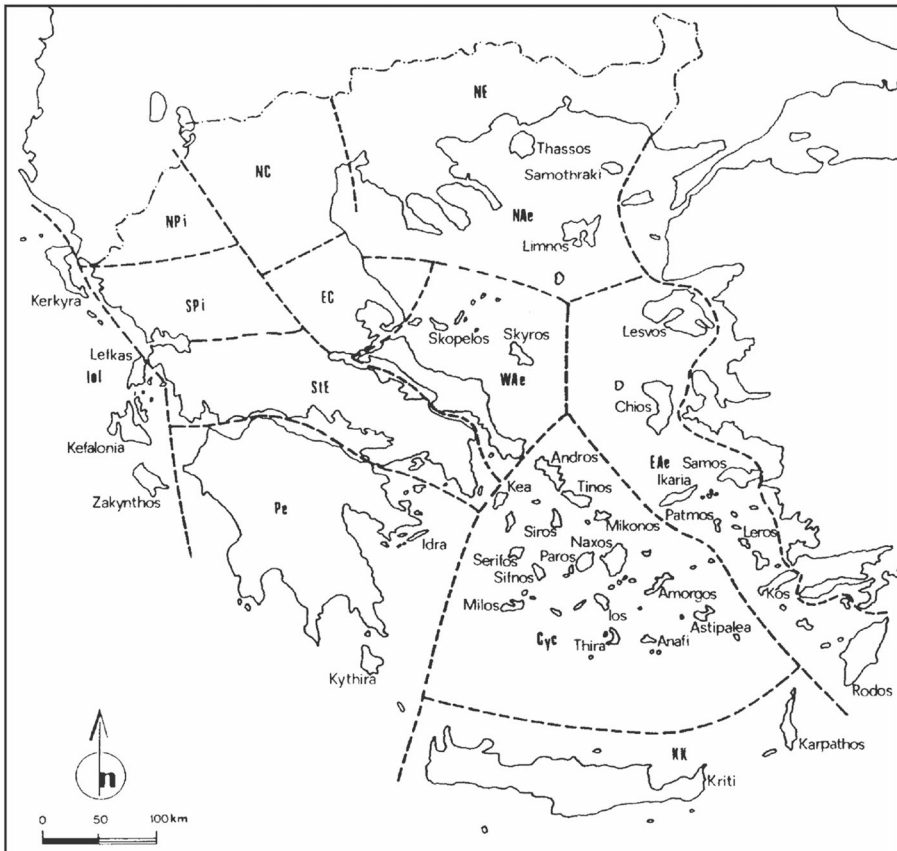 NE
Thassos
NC
Samothraki
NPi
NAe
Limnos
Kerkyra
SPi
EC
Lesvos
Skopelos
Skyros
Lefkas
IoI
StE
WAe
Chios
Kefalonia
Andros
EAe
Samos
Ikaria
Zakynthos
Kea
Tinos
Pe
Patmos
Siros
Mikonos
Leros
Idra
Naxos
Serifos
Paros
Sifnos
Amorgos
Kos
Milos
Ios
Astipalea
Cyc
Thira
Anafi
Kythira
Rodos
Karpathos
KK
Kriti
n
0 50 100 km